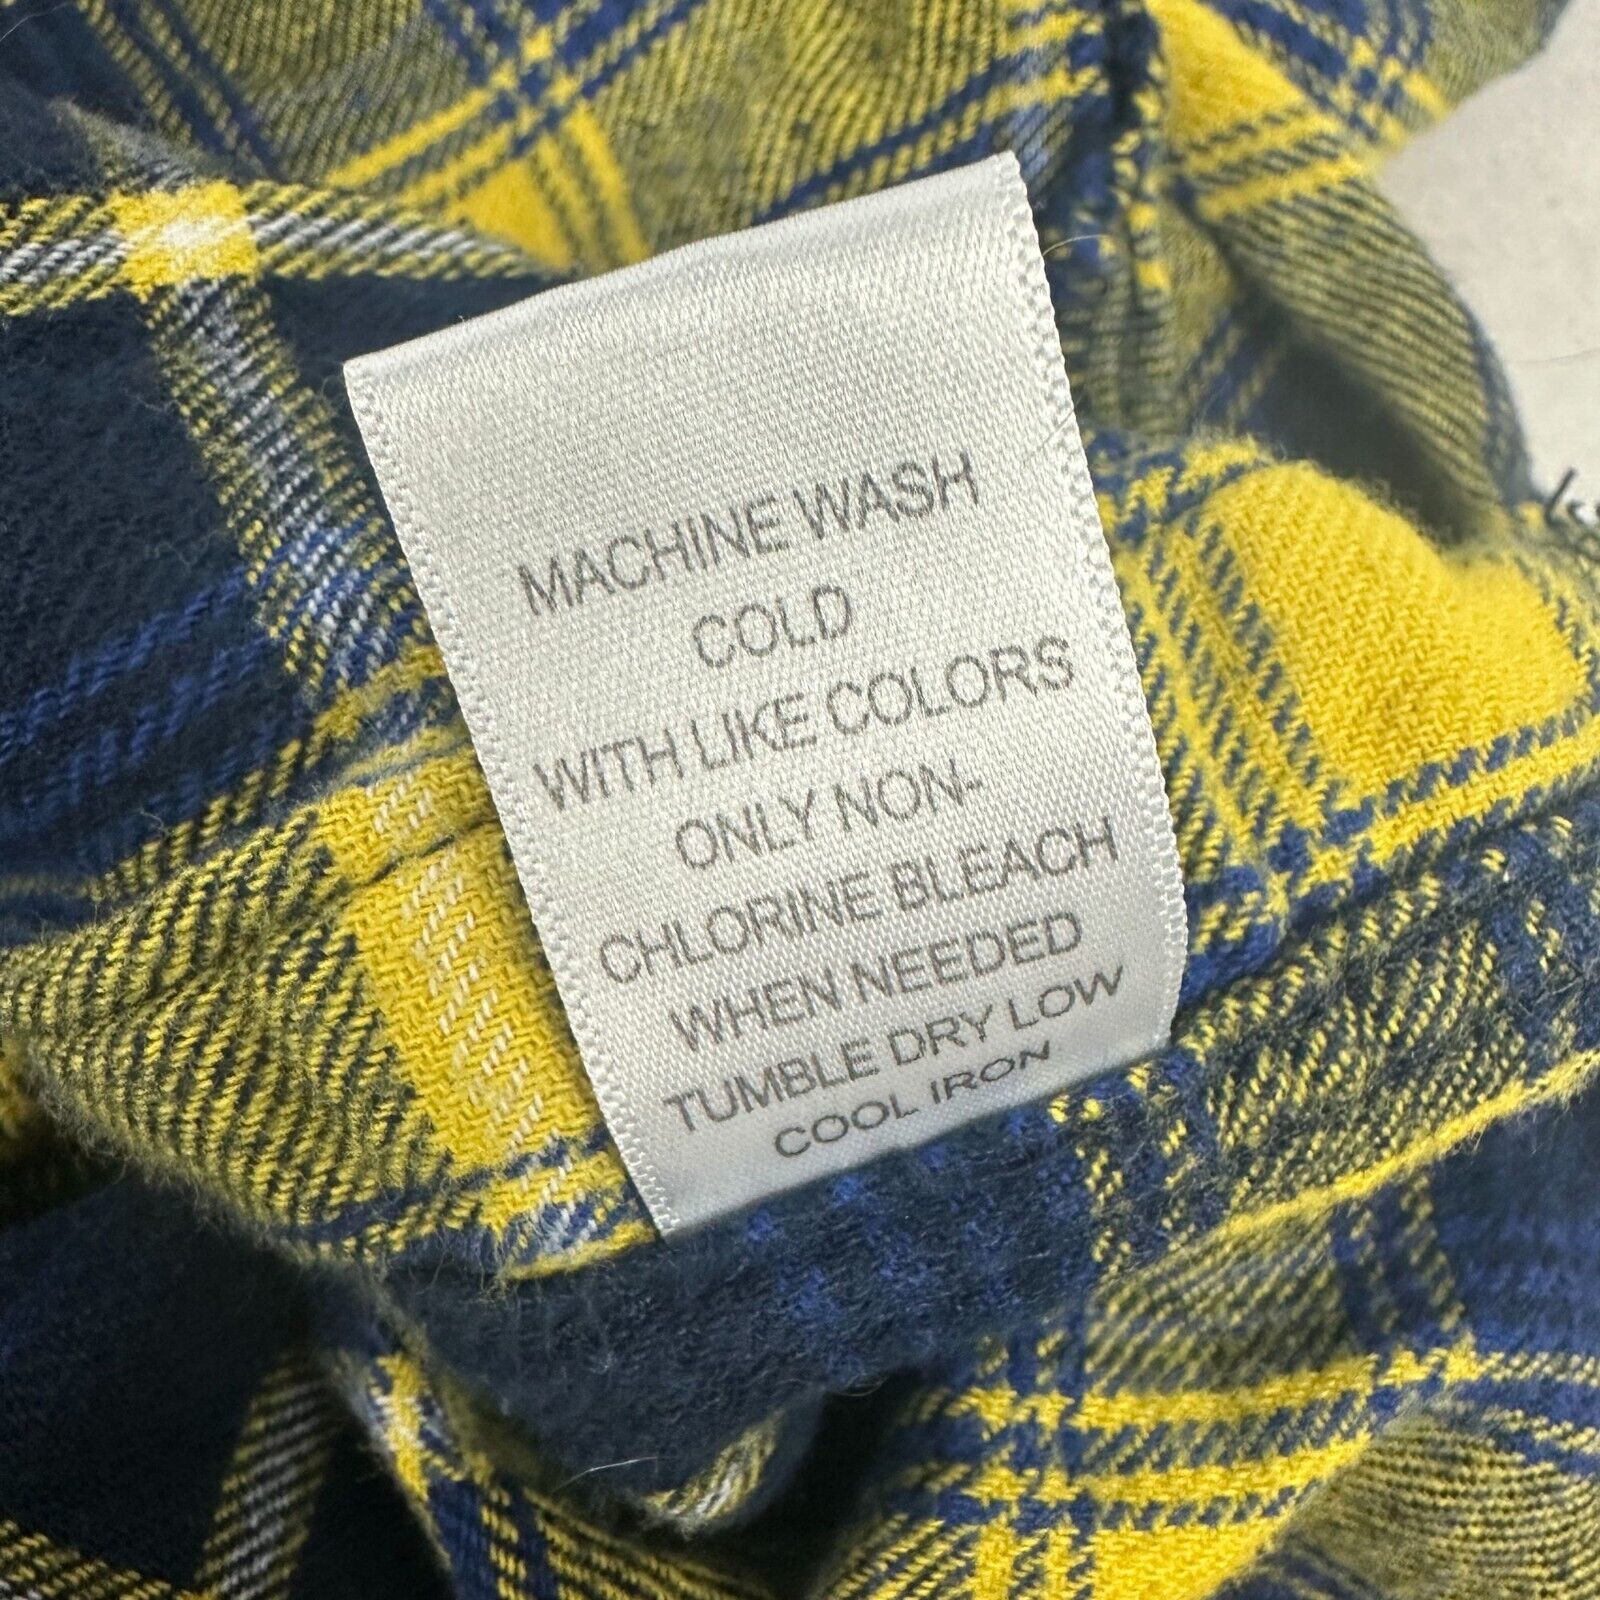 MACHINE WASH
COLD
WITH LIKE COLORS
ONLY NON-
CHLORINE BLEACH
WHEN NEEDED
TUMBLE DRY LOW
COOL IRON